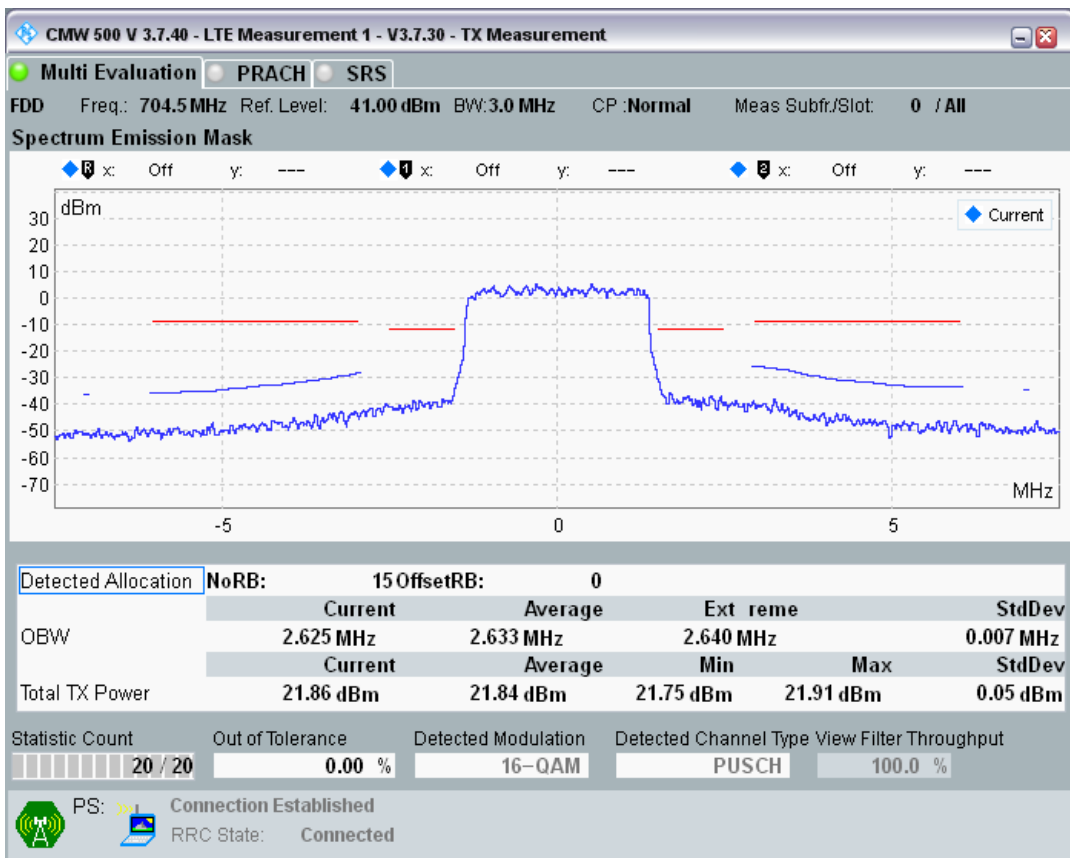 CMW 500 V 3.7.40 - LTE Measurement 1 - V3.7.30 - TX Measurement
Multi Evaluation PRACH SRS
FDD Freq.: 704.5 MHz Ref. Level: 41.00 dBm BW: 3.0 MHz CP :Normal Meas Subfr./Slot: 0 / All
Spectrum Emission Mask
R x: Off y: --- 1 x: Off y: --- 2 x: Off y: ---
dBm
Current
30
20
10
0
-10
-20
-30
-40
-50
-60
-70
MHz
-5 0 5
Detected Allocation NoRB: 15 OffsetRB: 0
Current Average Ext reme StdDev
OBW 2.625 MHz 2.633 MHz 2.640 MHz 0.007 MHz
Current Average Min Max StdDev
Total TX Power 21.86 dBm 21.84 dBm 21.75 dBm 21.91 dBm 0.05 dBm
Statistic Count Out of Tolerance Detected Modulation Detected Channel Type View Filter Throughput
20 / 20 0.00 % 16-QAM PUSCH 100.0 %
PS: Connection Established
RRC State: Connected